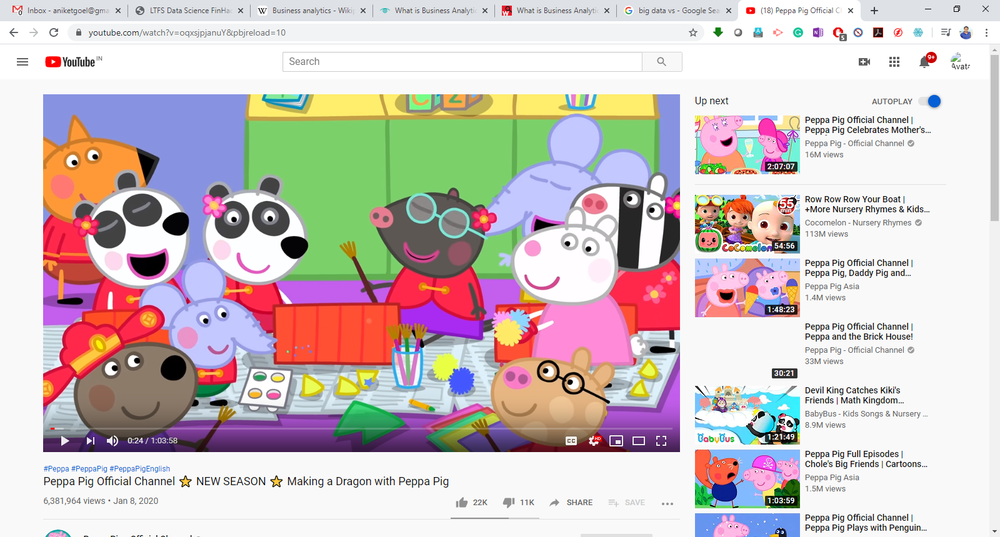 Inbox - aniketgoel@gma
LTFS Data Science FinHac
Business analytics - Wikip
What is Business Analytic
What is Business Analytic
big data vs - Google Sea
(18) Peppa Pig Official Ch
youtube.com/watch?v=oqxsjpjanuY&pbjreload=10
5
YouTube IN
Search
9+
Avata
C Z
0:24 / 1:03:58
CC
HD
#Peppa #PeppaPig #PeppaPigEnglish
Peppa Pig Official Channel ⭐ NEW SEASON ⭐ Making a Dragon with Peppa Pig
6,381,964 views • Jan 8, 2020
22K
11K
SHARE
SAVE
Up next
AUTOPLAY
Peppa Pig Official Channel |
Peppa Pig Celebrates Mother's...
Peppa Pig - Official Channel
16M views
2:07:07
Row Row Row Your Boat |
+More Nursery Rhymes & Kids...
Cocomelon - Nursery Rhymes
113M views
55 min
CoComelon
54:56
Peppa Pig Official Channel |
Peppa Pig, Daddy Pig and...
Peppa Pig Asia
1.4M views
1:48:23
Peppa Pig Official Channel |
Peppa and the Brick House!
Peppa Pig - Official Channel
33M views
30:21
Devil King Catches Kiki's
Friends | Math Kingdom...
BabyBus - Kids Songs & Nursery ...
8.9M views
BabyBus
1:21:49
Peppa Pig Full Episodes |
Chole's Big Friends | Cartoons...
Peppa Pig Asia
1.5M views
1:03:59
Peppa Pig Official Channel |
Peppa Pig Plays with Penguin...